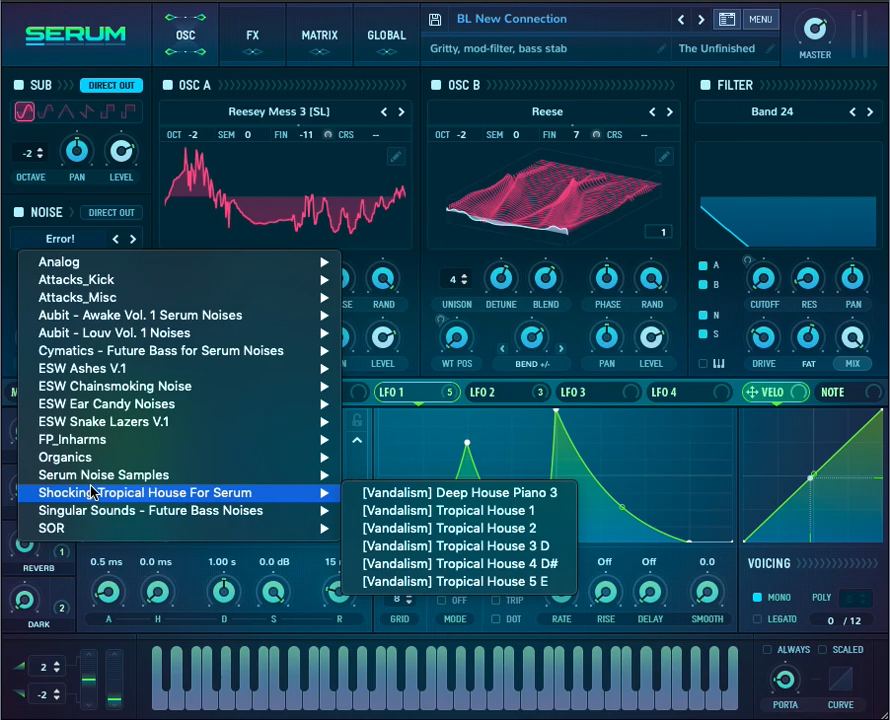 SERUM
OSC
FX
MATRIX
GLOBAL
BL New Connection
MENU
Gritty, mod-filter, bass stab
The Unfinished
MASTER
SUB
DIRECT OUT
-2
OCTAVE
PAN
LEVEL
NOISE
DIRECT OUT
Error!
OSC A
Reesey Mess 3 [SL]
OCT -2 SEM 0 FIN -11 CRS --
RAND
LEVEL
OSC B
Reese
OCT -2 SEM 0 FIN 7 CRS --
1
4
UNISON DETUNE BLEND PHASE RAND
WT POS BEND +/- PAN LEVEL
FILTER
Band 24
A
B
N
S
CUTOFF RES PAN
DRIVE FAT MIX
Analog
Attacks_Kick
Attacks_Misc
Aubit - Awake Vol. 1 Serum Noises
Aubit - Louv Vol. 1 Noises
Cymatics - Future Bass for Serum Noises
ESW Ashes V.1
ESW Chainsmoking Noise
ESW Ear Candy Noises
ESW Snake Lazers V.1
FP_Inharms
Organics
Serum Noise Samples
Shocking Tropical House For Serum
Singular Sounds - Future Bass Noises
SOR
[Vandalism] Deep House Piano 3
[Vandalism] Tropical House 1
[Vandalism] Tropical House 2
[Vandalism] Tropical House 3 D
[Vandalism] Tropical House 4 D#
[Vandalism] Tropical House 5 E
LFO 1 5
LFO 2 3
LFO 3
LFO 4
VELO
NOTE
1
REVERB
2
DARK
0.5 ms 0.0 ms 1.00 s 0.0 dB
A H D S R
8
GRID
OFF
MODE
TRIP
DOT
Off Off 0.0
RATE RISE DELAY SMOOTH
VOICING
MONO POLY
LEGATO 0 / 12
2
-2
ALWAYS SCALED
PORTA CURVE